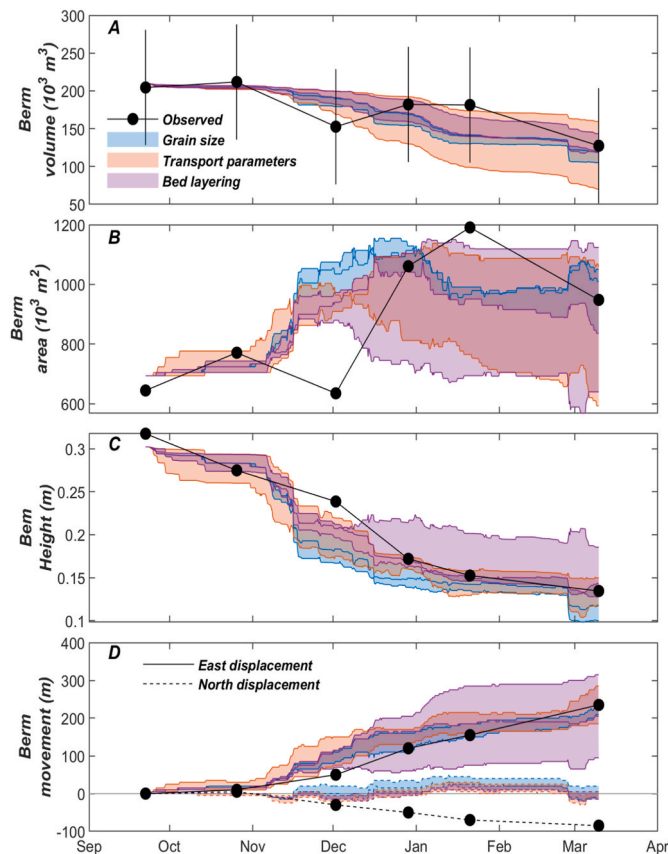 A
300
250
200
150
100
50
Berm
volume (10³ m³)
Observed
Grain size
Transport parameters
Bed layering
B
1200
1000
800
600
Berm
area (10³ m²)
C
0.3
0.25
0.2
0.15
0.1
Bem
Height (m)
D
400
300
200
100
0
-100
Berm
movement (m)
East displacement
North displacement
Sep
Oct
Nov
Dec
Jan
Feb
Mar
Apr